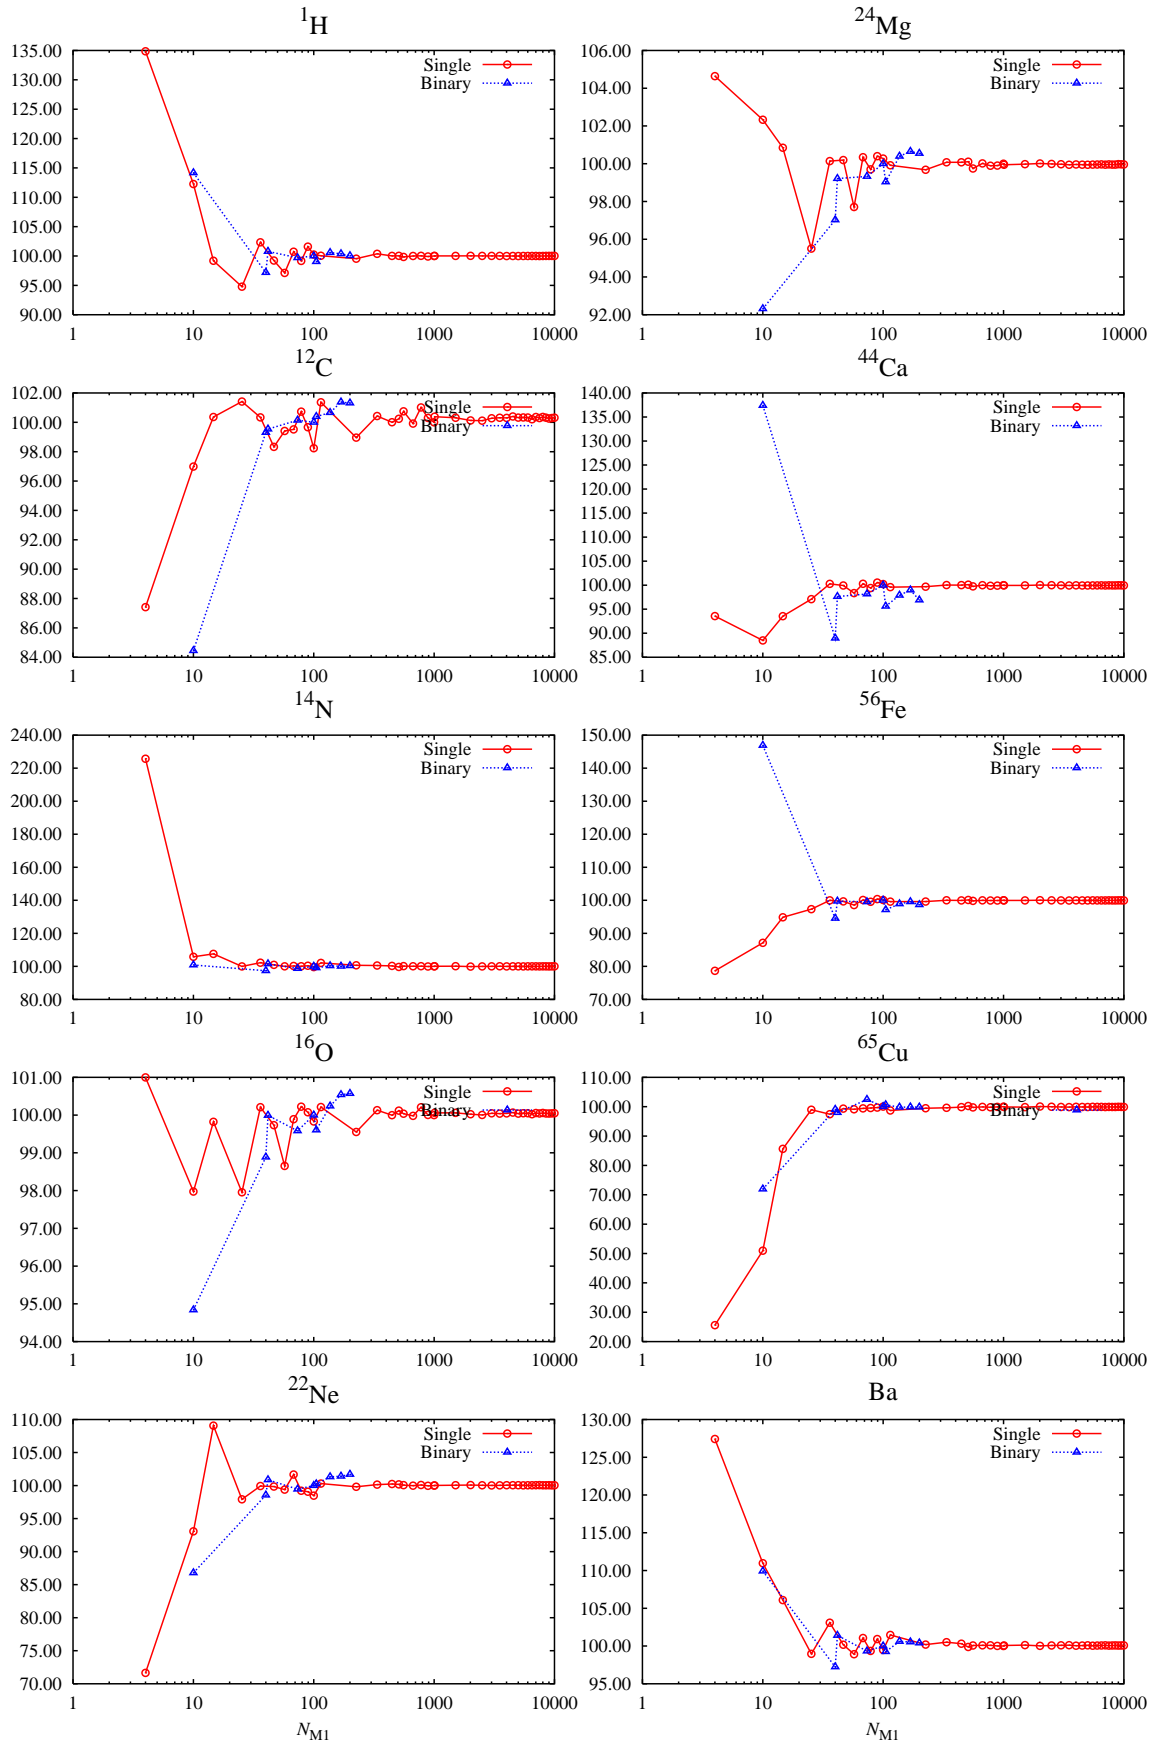 ¹H
135.00
130.00
125.00
120.00
115.00
110.00
105.00
100.00
95.00
90.00
1 10 100 1000 10000
Single
Binary
²⁴Mg
106.00
104.00
102.00
100.00
98.00
96.00
94.00
92.00
1 10 100 1000 10000
Single
Binary
¹²C
102.00
100.00
98.00
96.00
94.00
92.00
90.00
88.00
86.00
84.00
1 10 100 1000 10000
Single
Binary
⁴⁴Ca
140.00
135.00
130.00
125.00
120.00
115.00
110.00
105.00
100.00
95.00
90.00
85.00
1 10 100 1000 10000
Single
Binary
¹⁴N
240.00
220.00
200.00
180.00
160.00
140.00
120.00
100.00
80.00
1 10 100 1000 10000
Single
Binary
⁵⁶Fe
150.00
140.00
130.00
120.00
110.00
100.00
90.00
80.00
70.00
1 10 100 1000 10000
Single
Binary
¹⁶O
101.00
100.00
99.00
98.00
97.00
96.00
95.00
94.00
1 10 100 1000 10000
Single
Binary
⁶⁵Cu
110.00
100.00
90.00
80.00
70.00
60.00
50.00
40.00
30.00
20.00
1 10 100 1000 10000
Single
Binary
²²Ne
110.00
105.00
100.00
95.00
90.00
85.00
80.00
75.00
70.00
1 10 100 1000 10000
Single
Binary
N_M1
Ba
130.00
125.00
120.00
115.00
110.00
105.00
100.00
95.00
1 10 100 1000 10000
Single
Binary
N_M1